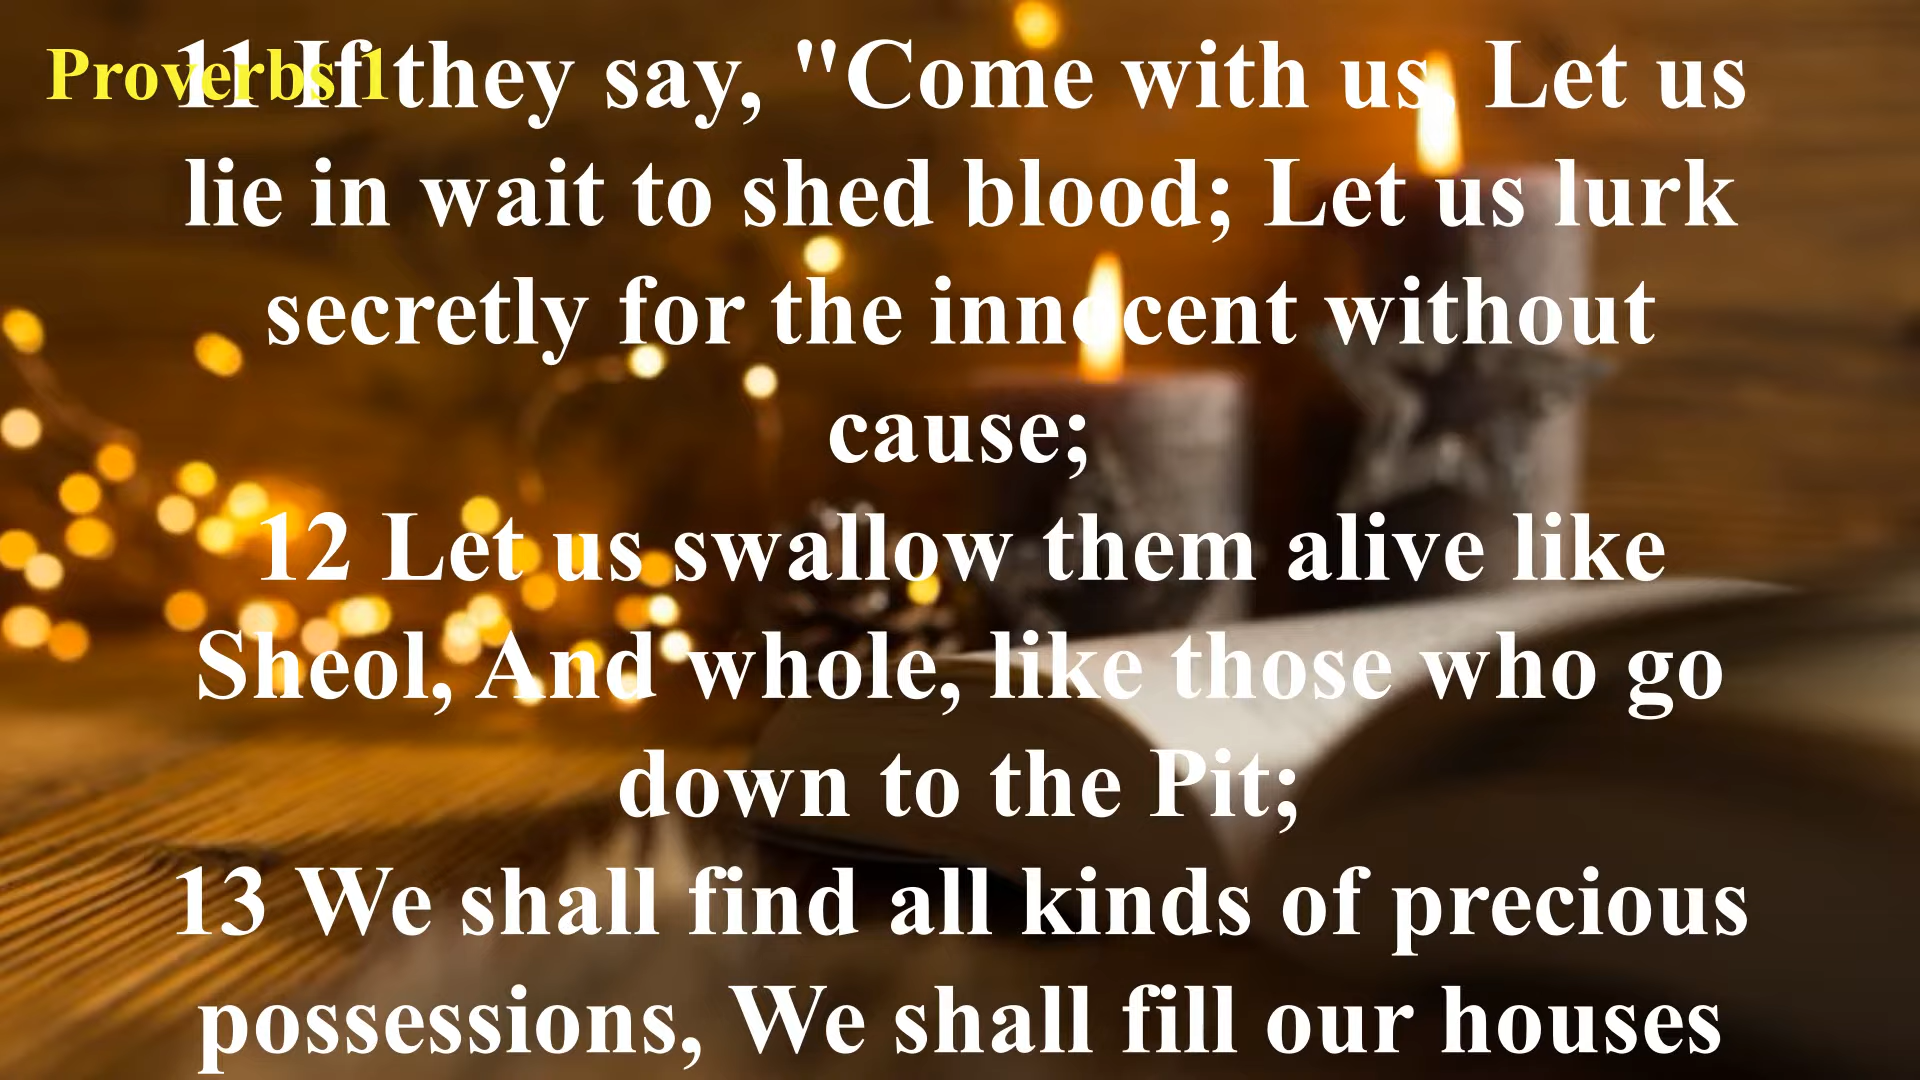 Proverbs 1
11 If they say, "Come with us, Let us
lie in wait to shed blood; Let us lurk
secretly for the innocent without
cause;
12 Let us swallow them alive like
Sheol, And whole, like those who go
down to the Pit;
13 We shall find all kinds of precious
possessions, We shall fill our houses